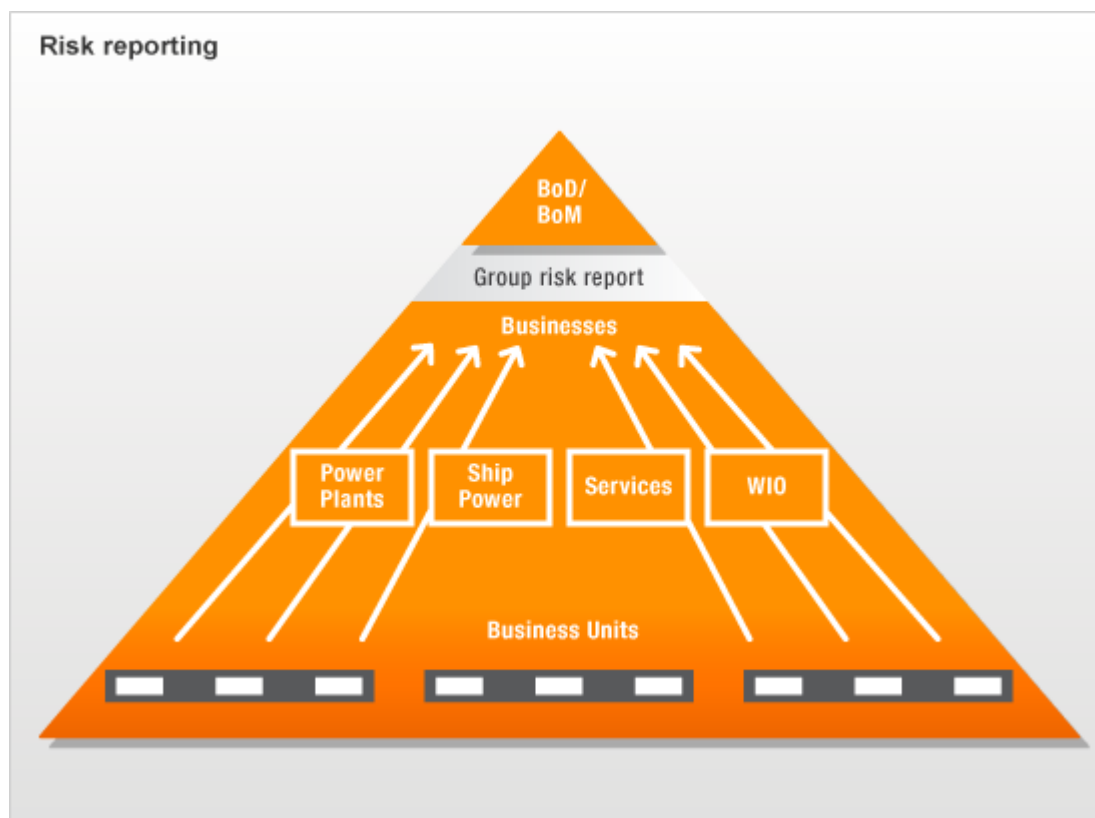 Risk reporting
BoD/
BoM
Group risk report
Businesses
Power
Plants
Ship
Power
Services
WIO
Business Units